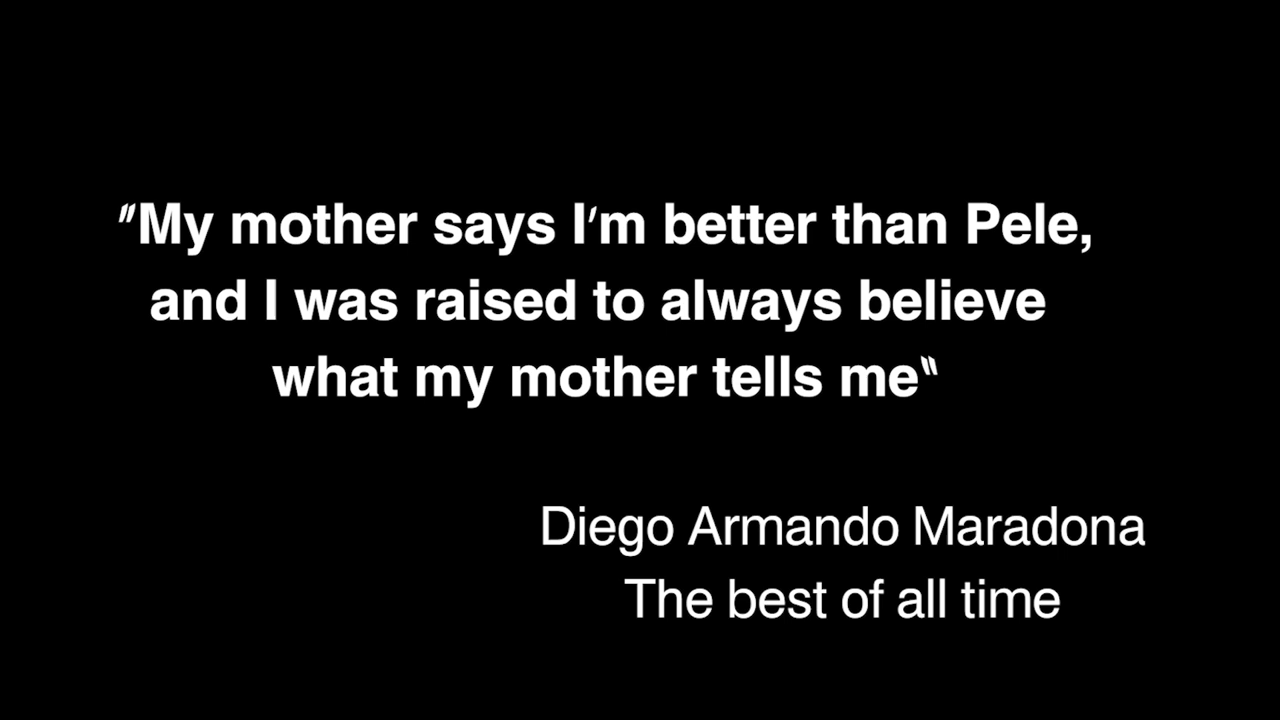 "My mother says I'm better than Pele,
and I was raised to always believe
what my mother tells me"
Diego Armando Maradona
The best of all time